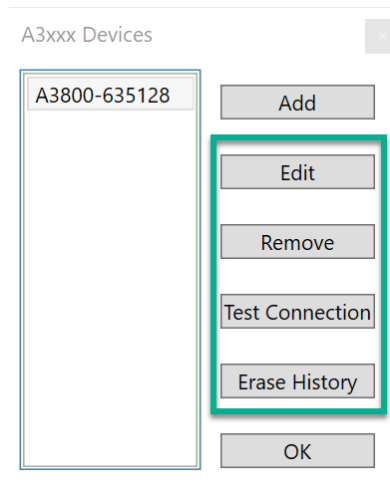 A3xxx Devices
A3800-635128
Add
Edit
Remove
Test Connection
Erase History
OK